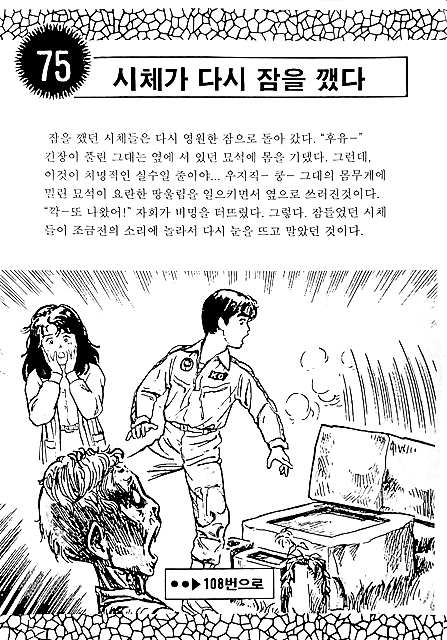 75
시체가 다시 잠을 깼다
잠을 깼던 시체들은 다시 영원한 잠으로 돌아 갔다. “후유-”
긴장이 풀린 그대는 옆에 서 있던 묘석에 몸을 기댔다. 그런데,
이것이 치명적인 실수일 줄이야... 우지직- 쿵- 그대의 몸무게에
밀린 묘석이 요란한 땅울림을 일으키면서 옆으로 쓰러진것이다.
“깍-또 나왔어!” 자회가 비명을 터뜨렸다. 그렇다. 잠들었던 시체
들이 조금전의 소리에 놀라서 다시 눈을 뜨고 말았던 것이다.
●●▶108번으로